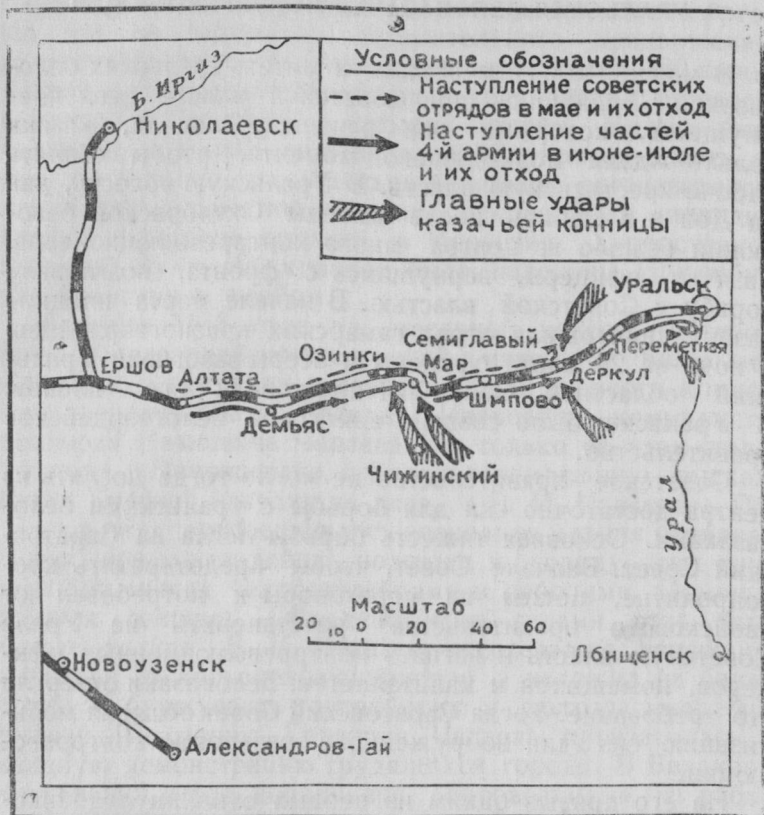 Б. Иргиз
Николаевск
Условные обозначения
Наступление советских
отрядов в мае и их отход
Наступление частей
4-й армии в июне-июле
и их отход
Главные удары
казачьей конницы
Уральск
Семиглавый
Мар
Переметная
Озинки
Ершов
Алтата
Деркул
Шипово
Демьяс
Чижинский
Урал
Масштаб
20 10 0 20 40 60
Лбищенск
Новоузенск
Александров-Гай